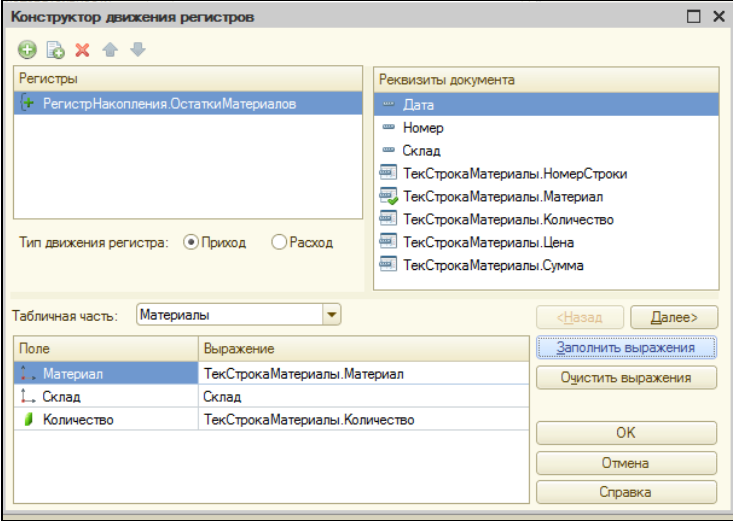 Конструктор движения регистров
Регистры
РегистрНакопления.ОстаткиМатериалов
Тип движения регистра: Приход Расход
Реквизиты документа
Дата
Номер
Склад
ТекСтрокаМатериалы.НомерСтроки
ТекСтрокаМатериалы.Материал
ТекСтрокаМатериалы.Количество
ТекСтрокаМатериалы.Цена
ТекСтрокаМатериалы.Сумма
Табличная часть: Материалы
<Назад Далее>
Поле Выражение
Материал ТекСтрокаМатериалы.Материал
Склад Склад
Количество ТекСтрокаМатериалы.Количество
Заполнить выражения
Очистить выражения
OK
Отмена
Справка